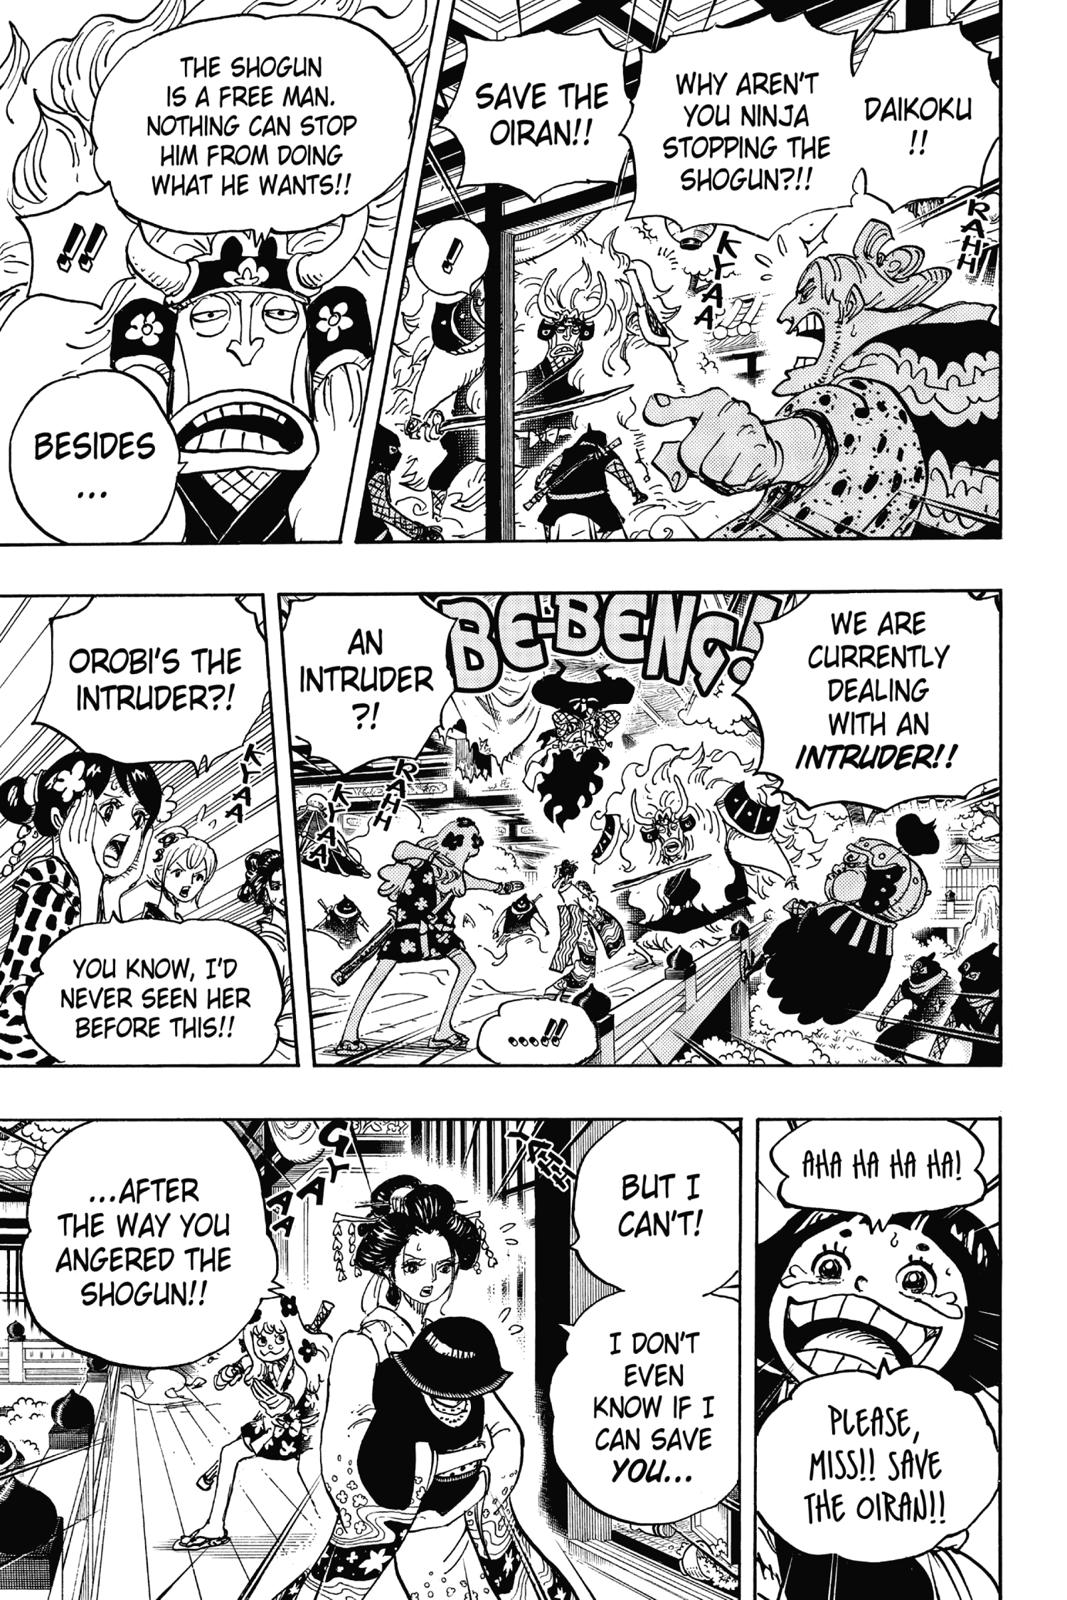 DAIKOKU
!!
WHY AREN'T
YOU NINJA
STOPPING THE
SHOGUN?!!
SAVE THE
OIRAN!!
RAHH
KYAA
!
THE SHOGUN
IS A FREE MAN.
NOTHING CAN STOP
HIM FROM DOING
WHAT HE WANTS!!
!!
BESIDES
...
WE ARE
CURRENTLY
DEALING
WITH AN
INTRUDER!!
BE-BENG!
AN
INTRUDER
?!
RAHH
KYAA
....!!
OROBI'S THE
INTRUDER?!
KYAA
YOU KNOW, I'D
NEVER SEEN HER
BEFORE THIS!!
AHA HA HA HA!
PLEASE,
MISS!! SAVE
THE OIRAN!!
BUT I
CAN'T!
I DON'T
EVEN
KNOW IF I
CAN SAVE
YOU...
GYAAA
...AFTER
THE WAY YOU
ANGERED THE
SHOGUN!!